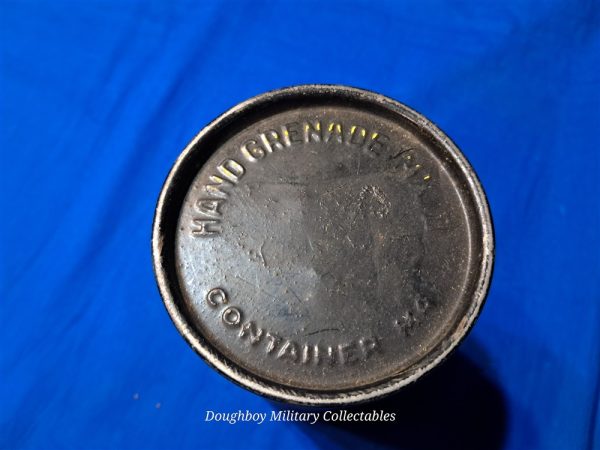 HAND GRENADE
CONTAINER
Doughboy Military Collectables